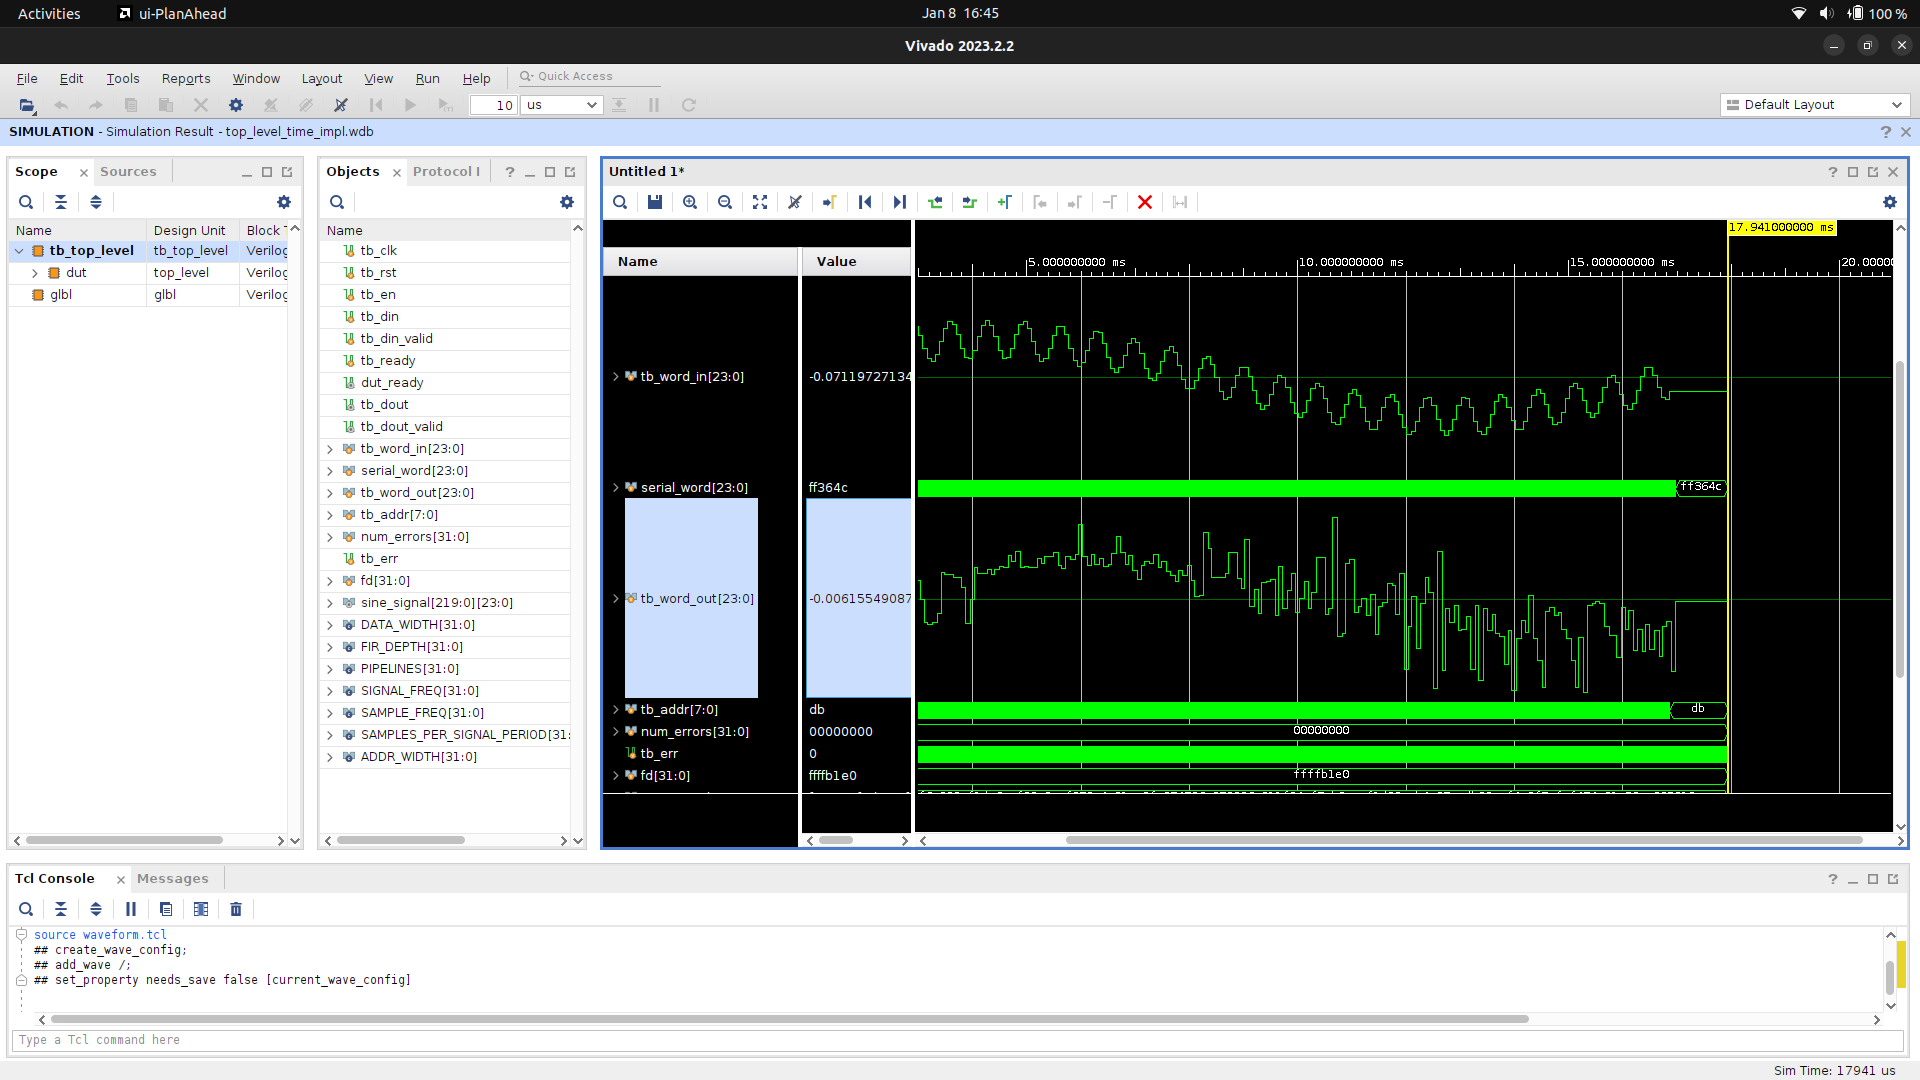 Activities
ui-PlanAhead
Jan 8 16:45
100 %
Vivado 2023.2.2
File Edit Tools Reports Window Layout View Run Help
Quick Access
10 us
Default Layout
SIMULATION - Simulation Result - top_level_time_impl.wdb
Scope Sources
Name Design Unit Block T
tb_top_level tb_top_level Verilog
dut top_level Verilog
glbl glbl Verilog
Objects Protocol I
Name
tb_clk
tb_rst
tb_en
tb_din
tb_din_valid
tb_ready
dut_ready
tb_dout
tb_dout_valid
tb_word_in[23:0]
serial_word[23:0]
tb_word_out[23:0]
tb_addr[7:0]
num_errors[31:0]
tb_err
fd[31:0]
sine_signal[219:0][23:0]
DATA_WIDTH[31:0]
FIR_DEPTH[31:0]
PIPELINES[31:0]
SIGNAL_FREQ[31:0]
SAMPLE_FREQ[31:0]
SAMPLES_PER_SIGNAL_PERIOD[31:
ADDR_WIDTH[31:0]
Untitled 1*
17.941000000 ms
Name Value
5.000000000 ms 10.000000000 ms 15.000000000 ms 20.0000
tb_word_in[23:0] -0.07119727134
serial_word[23:0] ff364c ff364c
tb_word_out[23:0] -0.00615549087
tb_addr[7:0] db db
num_errors[31:0] 00000000 00000000
tb_err 0
fd[31:0] ffffb1e0 ffffb1e0
Tcl Console Messages
source waveform.tcl
## create_wave_config;
## add_wave /;
## set_property needs_save false [current_wave_config]
Type a Tcl command here
Sim Time: 17941 us